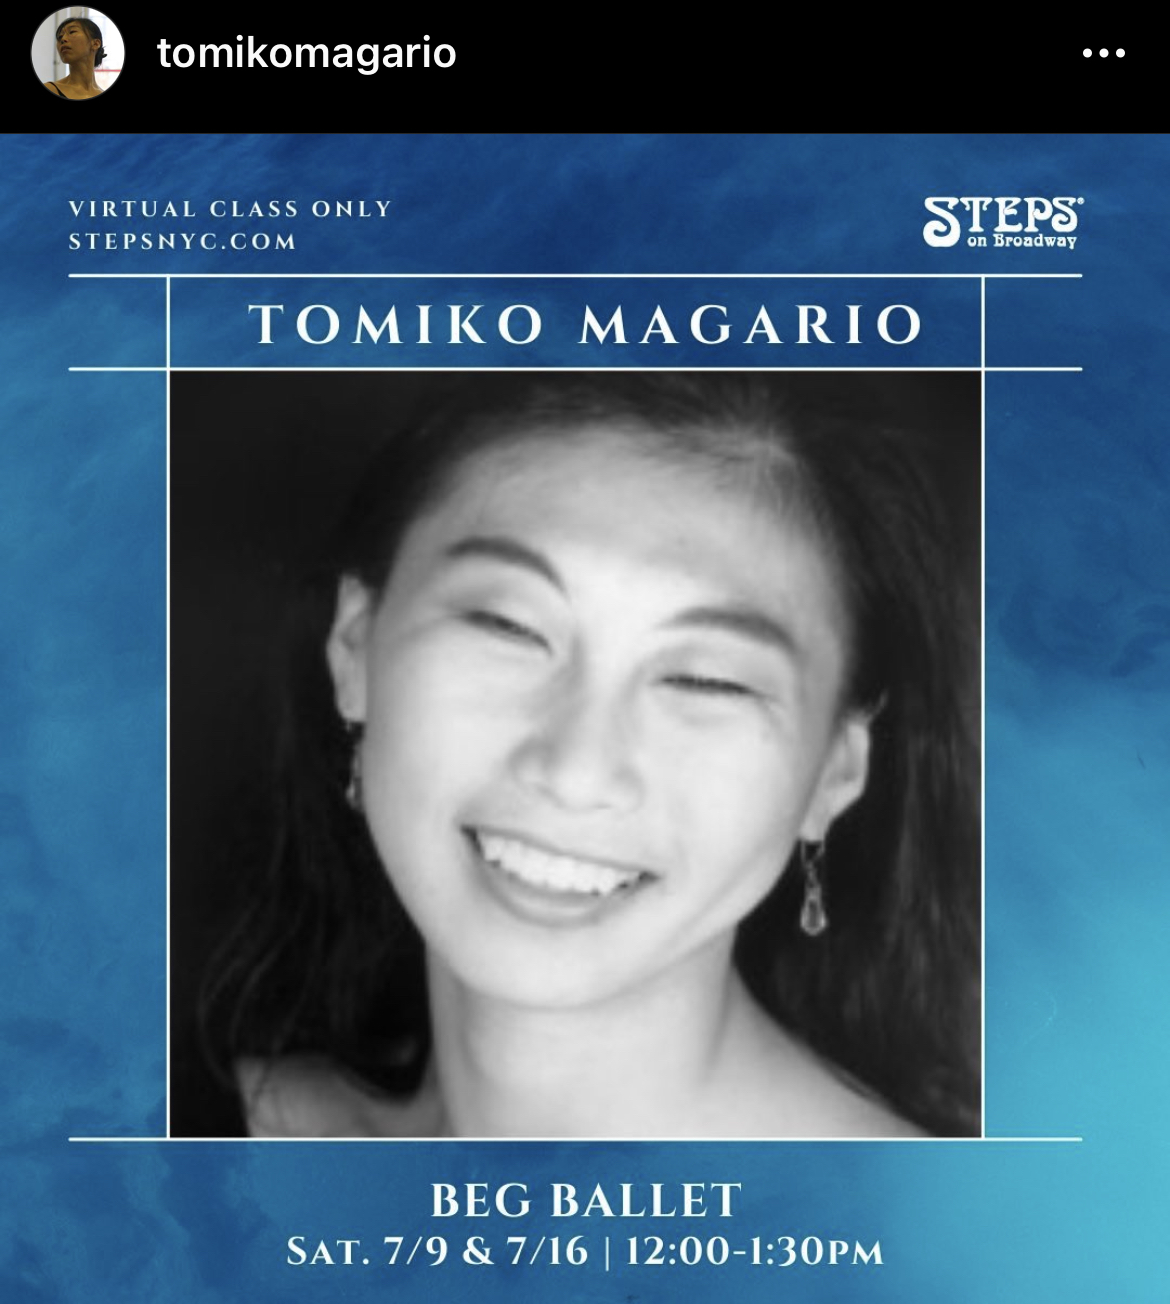 tomikomagario
VIRTUAL CLASS ONLY
STEPSNYC.COM
STEPS®
on Broadway
TOMIKO MAGARIO
BEG BALLET
SAT. 7/9 & 7/16 | 12:00-1:30PM